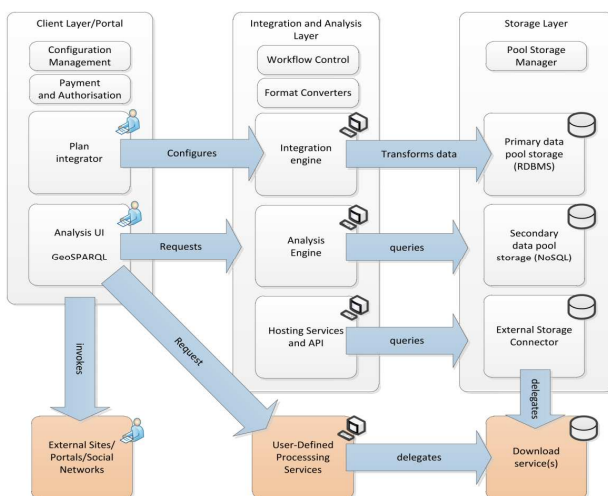 Client Layer/Portal
Configuration
Management
Payment
and Authorisation
Plan
integrator
Analysis UI
GeoSPARQL
Configures
Requests
Integration and Analysis
Layer
Workflow Control
Format Converters
Integration
engine
Analysis
Engine
Hosting Services
and API
Transforms data
queries
queries
Storage Layer
Pool Storage
Manager
Primary data
pool storage
(RDBMS)
Secondary
data pool
storage (NoSQL)
External Storage
Connector
invokes
Request
delegates
External Sites/
Portals/Social
Networks
User-Defined
Processsing
Services
delegates
Download
service(s)